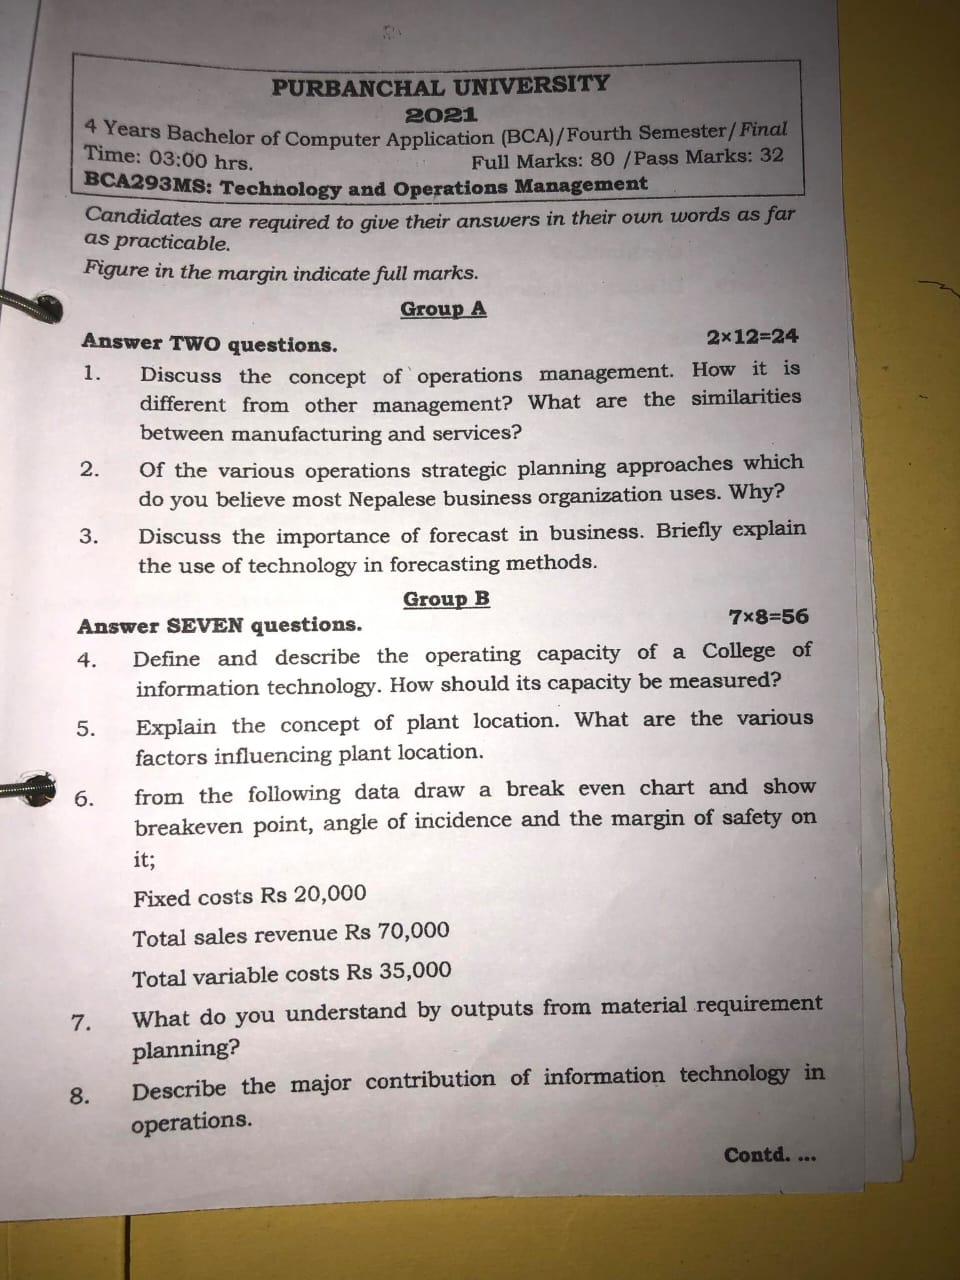 PURBANCHAL UNIVERSITY
2021
4 Years Bachelor of Computer Application (BCA)/Fourth Semester/Final
Time: 03:00 hrs. Full Marks: 80 /Pass Marks: 32
BCA293MS: Technology and Operations Management
Candidates are required to give their answers in their own words as far
as practicable.
Figure in the margin indicate full marks.
Group A
Answer TWO questions. 2×12=24
1. Discuss the concept of operations management. How it is
different from other management? What are the similarities
between manufacturing and services?
2. Of the various operations strategic planning approaches which
do you believe most Nepalese business organization uses. Why?
3. Discuss the importance of forecast in business. Briefly explain
the use of technology in forecasting methods.
Group B
Answer SEVEN questions. 7×8=56
4. Define and describe the operating capacity of a College of
information technology. How should its capacity be measured?
5. Explain the concept of plant location. What are the various
factors influencing plant location.
6. from the following data draw a break even chart and show
breakeven point, angle of incidence and the margin of safety on
it;
Fixed costs Rs 20,000
Total sales revenue Rs 70,000
Total variable costs Rs 35,000
7. What do you understand by outputs from material requirement
planning?
8. Describe the major contribution of information technology in
operations.
Contd. ...